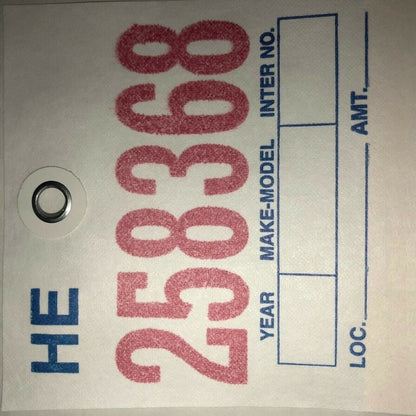 HE
258368
YEAR MAKE-MODEL INTER NO.
LOC. AMT.